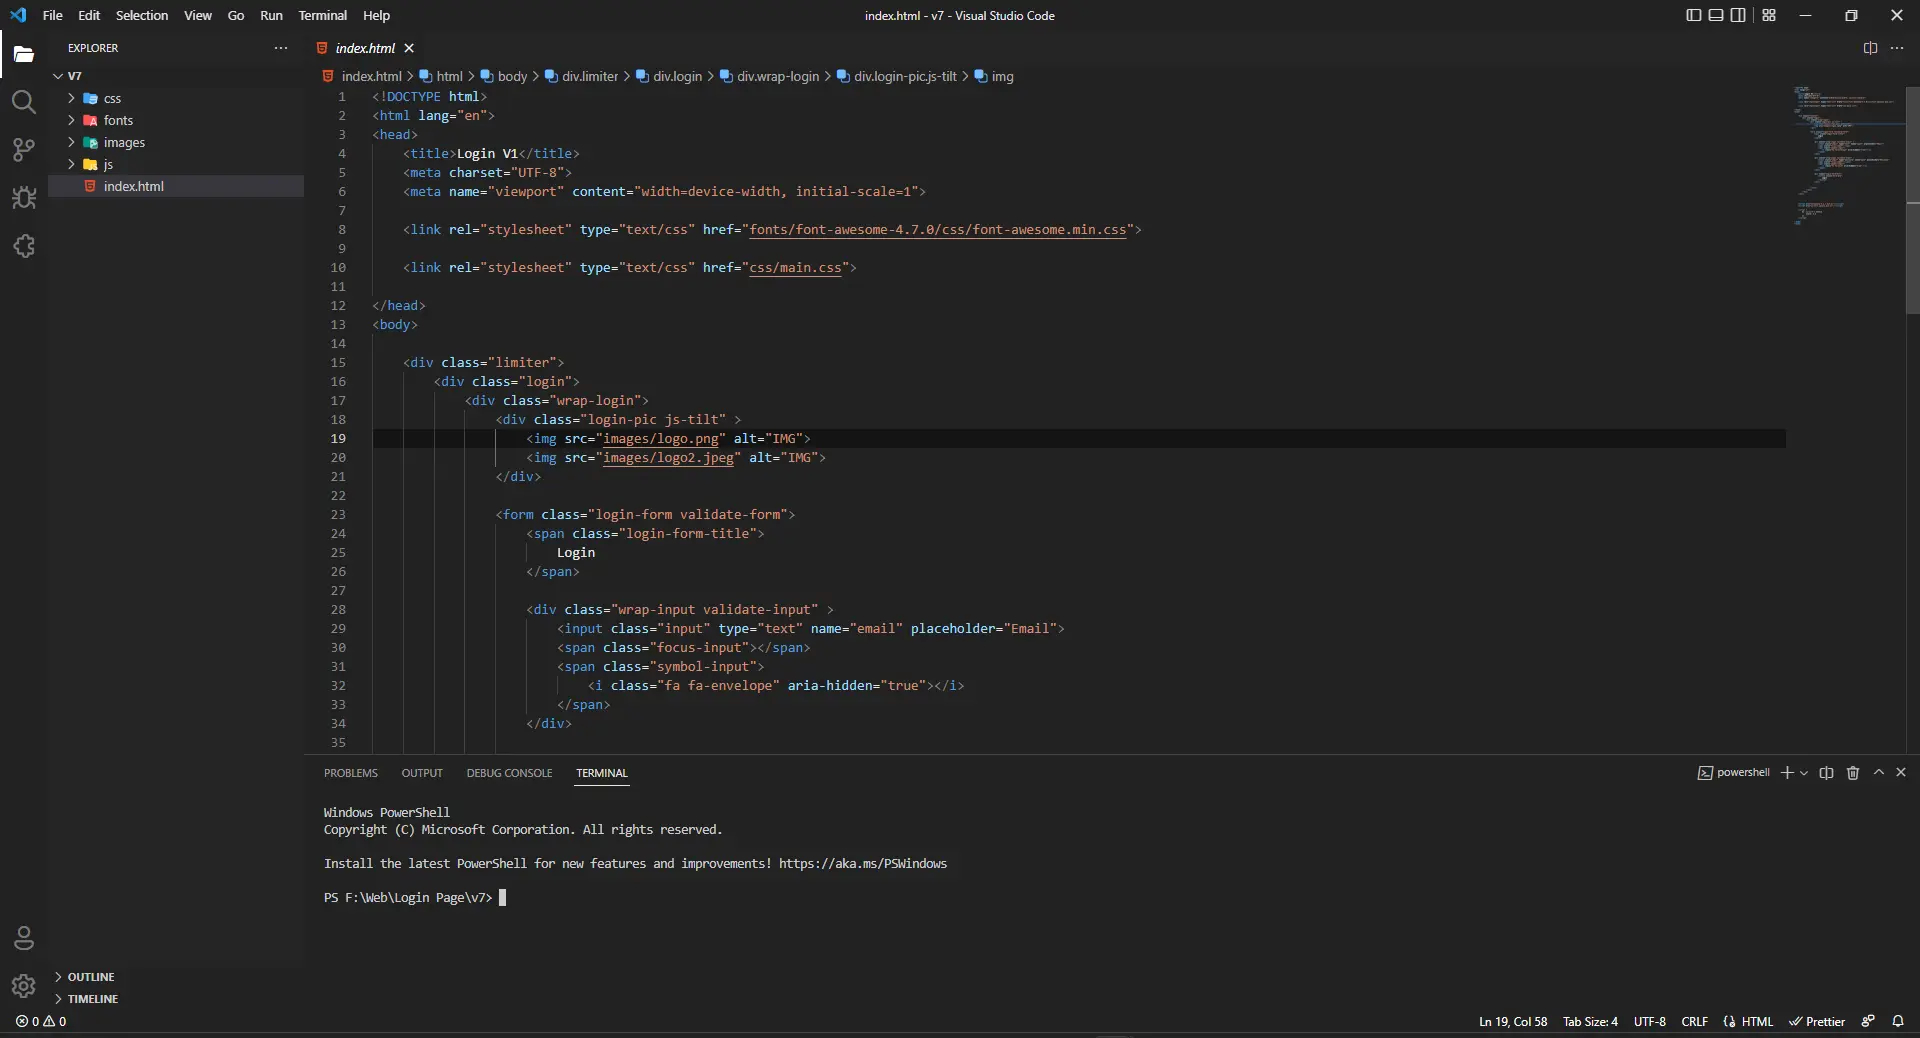 File Edit Selection View Go Run Terminal Help
index.html - v7 - Visual Studio Code
EXPLORER
V7
css
fonts
images
js
index.html
OUTLINE
TIMELINE
index.html
index.html > html > body > div.limiter > div.login > div.wrap-login > div.login-pic.js-tilt > img
1 <!DOCTYPE html>
2 <html lang="en">
3 <head>
4 <title>Login V1</title>
5 <meta charset="UTF-8">
6 <meta name="viewport" content="width=device-width, initial-scale=1">
7
8 <link rel="stylesheet" type="text/css" href="fonts/font-awesome-4.7.0/css/font-awesome.min.css">
9
10 <link rel="stylesheet" type="text/css" href="css/main.css">
11
12 </head>
13 <body>
14
15 <div class="limiter">
16 <div class="login">
17 <div class="wrap-login">
18 <div class="login-pic js-tilt" >
19 <img src="images/logo.png" alt="IMG">
20 <img src="images/logo2.jpeg" alt="IMG">
21 </div>
22
23 <form class="login-form validate-form">
24 <span class="login-form-title">
25 Login
26 </span>
27
28 <div class="wrap-input validate-input" >
29 <input class="input" type="text" name="email" placeholder="Email">
30 <span class="focus-input"></span>
31 <span class="symbol-input">
32 <i class="fa fa-envelope" aria-hidden="true"></i>
33 </span>
34 </div>
35
PROBLEMS OUTPUT DEBUG CONSOLE TERMINAL
powershell
Windows PowerShell
Copyright (C) Microsoft Corporation. All rights reserved.
Install the latest PowerShell for new features and improvements! https://aka.ms/PSWindows
PS F:\Web\Login Page\v7>
0 0
Ln 19, Col 58 Tab Size: 4 UTF-8 CRLF HTML Prettier